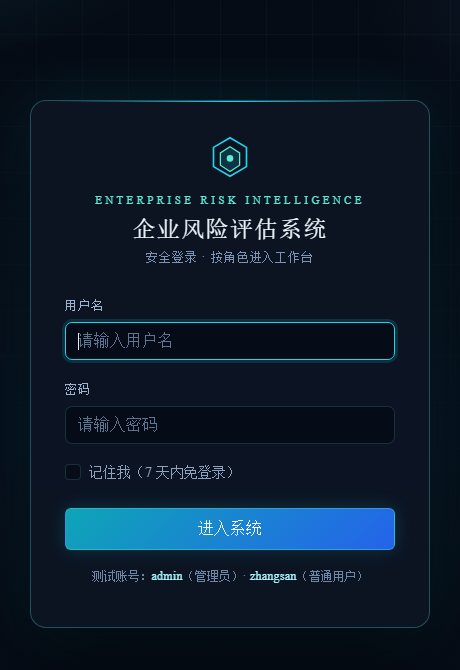 ENTERPRISE RISK INTELLIGENCE
企业风险评估系统
安全登录 · 按角色进入工作台
用户名
请输入用户名
密码
请输入密码
记住我（7 天内免登录）
进入系统
测试账号：admin（管理员）· zhangsan（普通用户）